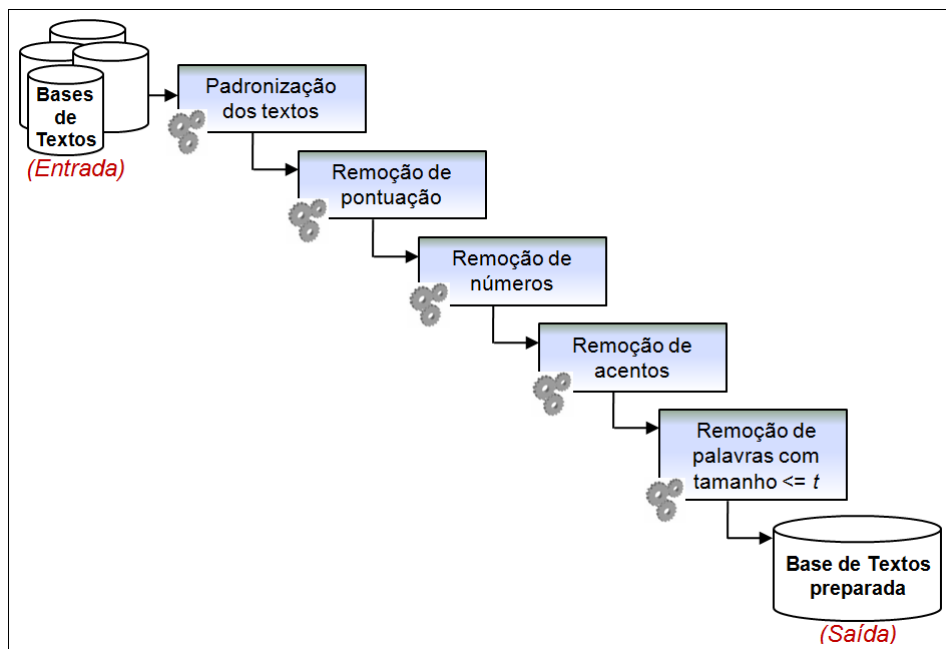 Bases
de
Textos
(Entrada)
Padronização
dos textos
Remoção de
pontuação
Remoção de
números
Remoção de
acentos
Remoção de
palavras com
tamanho <= t
Base de Textos
preparada
(Saída)